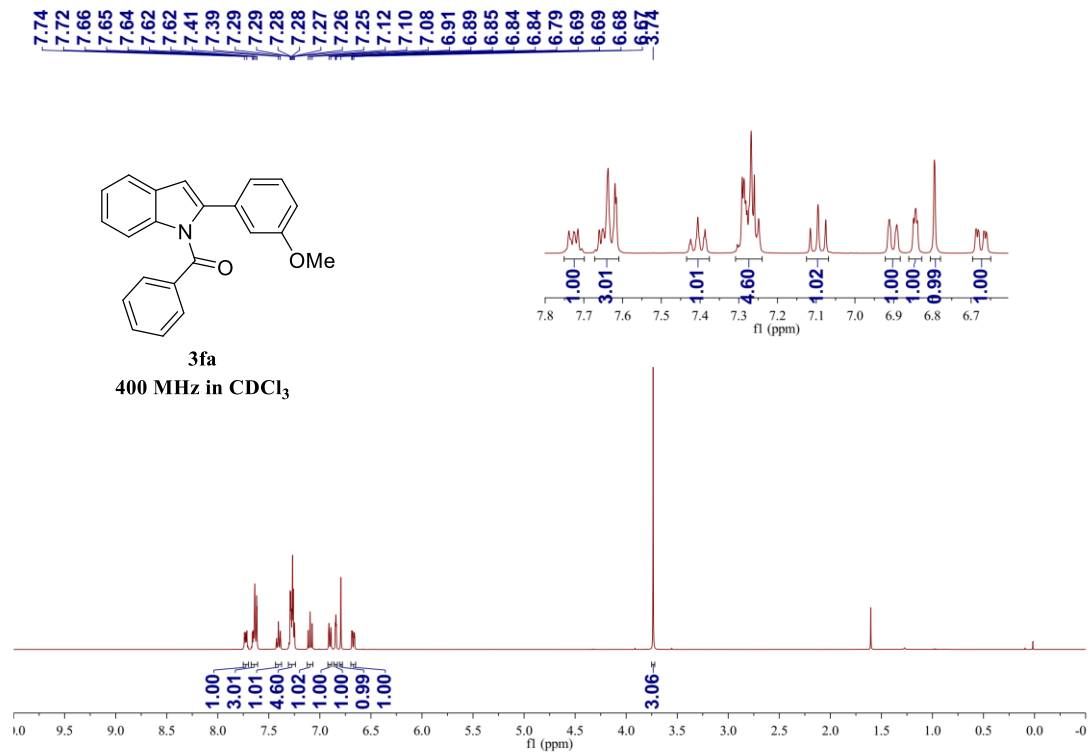 7.74 7.72 7.66 7.65 7.64 7.62 7.62 7.41 7.39 7.29 7.29 7.28 7.28 7.27 7.26 7.25 7.12 7.10 7.08 6.91 6.89 6.85 6.84 6.84 6.79 6.69 6.69 6.68 6.67 3.74
1.00 3.01 1.01 4.60 1.02 1.00 1.00 0.99 1.00
7.8 7.7 7.6 7.5 7.4 7.3 7.2 7.1 7.0 6.9 6.8 6.7
f1 (ppm)
N
O
OMe
3fa
400 MHz in CDCl3
1.00 3.01 1.01 4.60 1.02 1.00 1.00 0.99 1.00 3.06
0.0 9.5 9.0 8.5 8.0 7.5 7.0 6.5 6.0 5.5 5.0 4.5 4.0 3.5 3.0 2.5 2.0 1.5 1.0 0.5 0.0 -0
f1 (ppm)